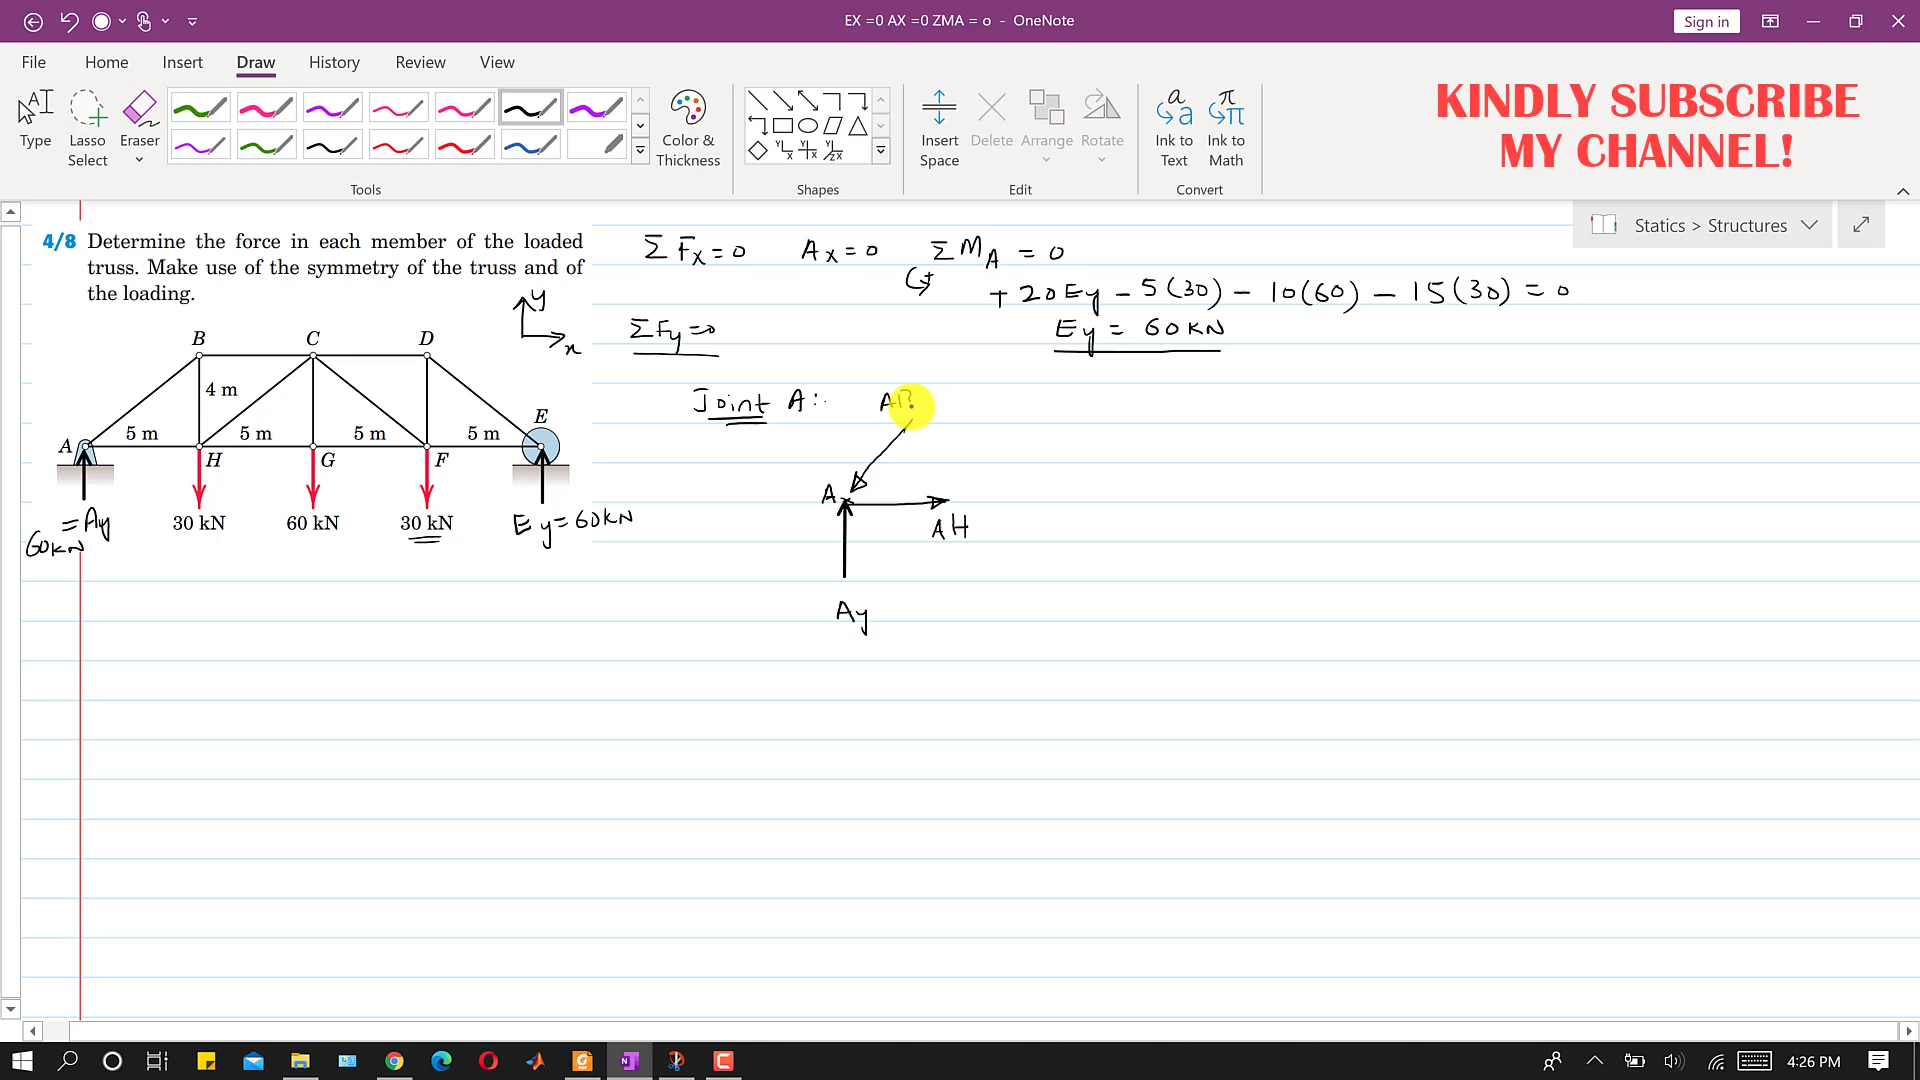 EX =0 AX =0 ZMA = o - OneNote
Sign in
File Home Insert Draw History Review View
KINDLY SUBSCRIBE
MY CHANNEL!
Type
Lasso Select
Eraser
Color & Thickness
Insert Space
Delete
Arrange
Rotate
Ink to Text
Ink to Math
Tools
Shapes
Edit
Convert
Statics > Structures
4/8 Determine the force in each member of the loaded
truss. Make use of the symmetry of the truss and of
the loading.
y
x
B C D
4 m
A 5 m 5 m 5 m 5 m E
H G F
30 kN 60 kN 30 kN
= Ay
60KN
Ey=60KN
ΣFx=0 Ax=0 ΣMA = 0
+
+ 20Ey - 5(30) - 10(60) - 15(30) = 0
ΣFy=0
Ey = 60KN
Joint A:
AB
A
AH
Ay
4:26 PM